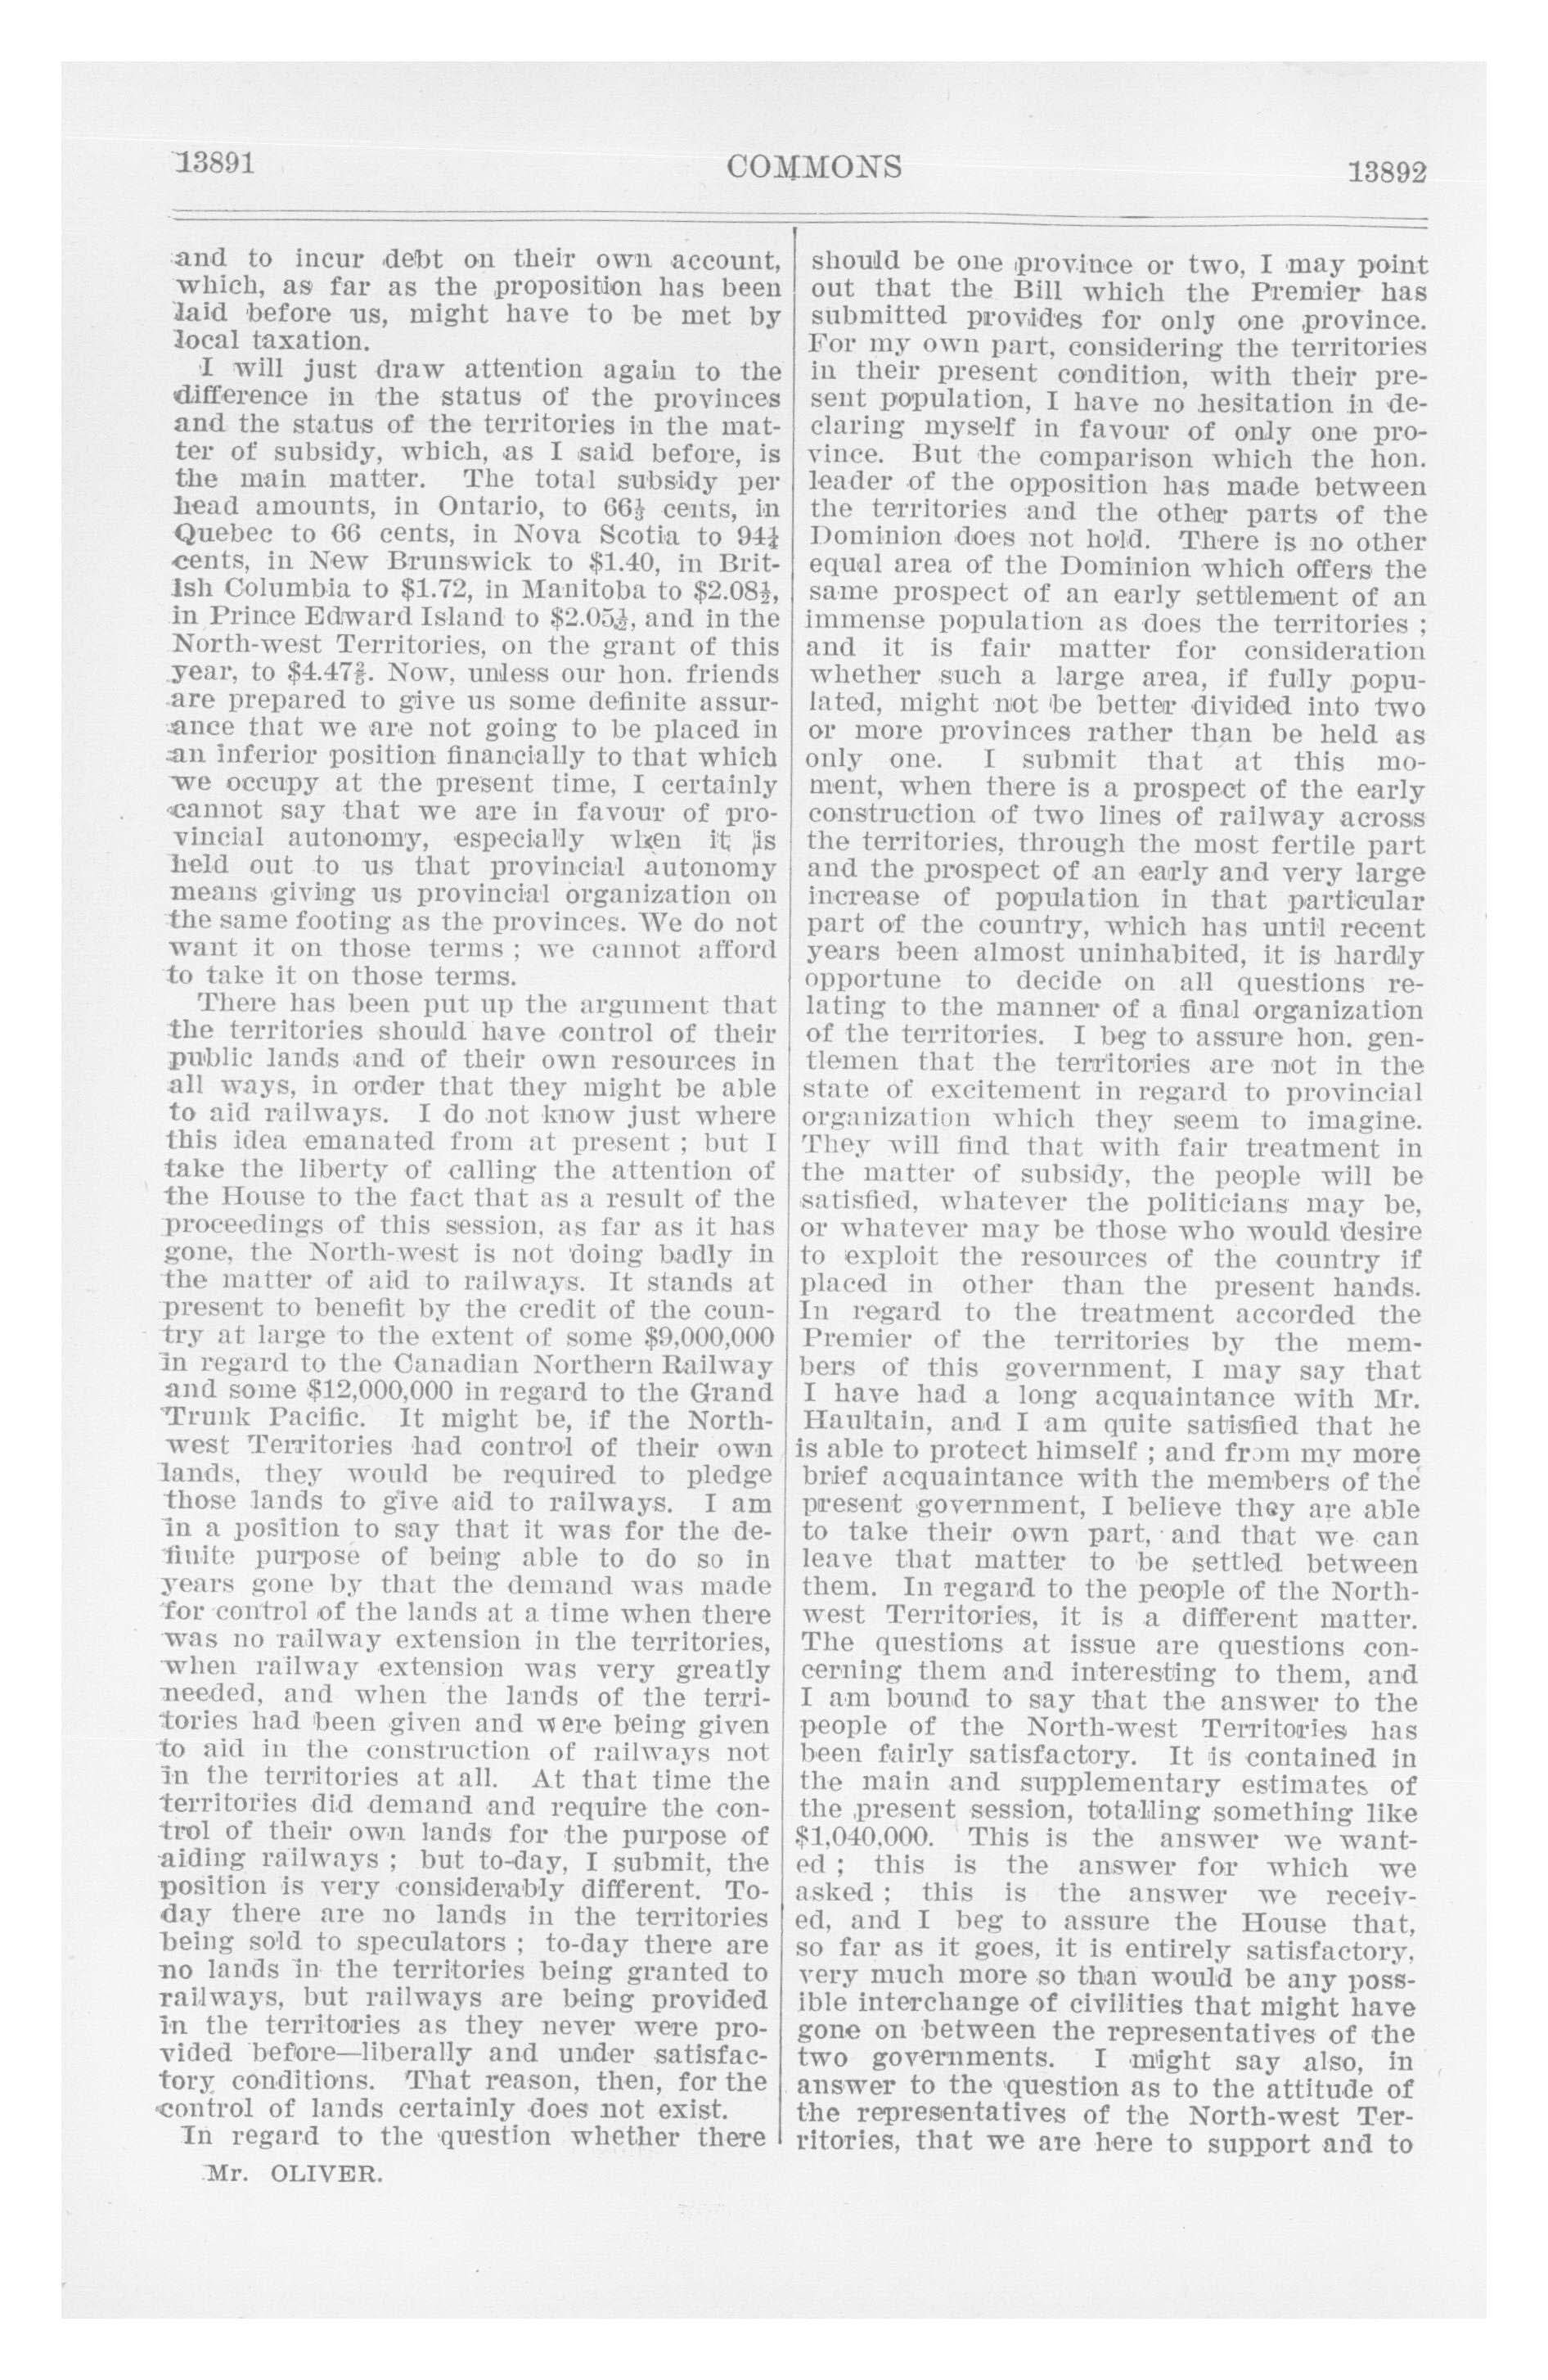 13891
COMMONS
13892
and to incur debt on their own account,
which, as far as the proposition has been
laid before us, might have to be met by
local taxation.
I will just draw attention again to the
difference in the status of the provinces
and the status of the territories in the mat-
ter of subsidy, which, as I said before, is
the main matter. The total subsidy per
head amounts, in Ontario, to 66⅓ cents, in
Quebec to 66 cents, in Nova Scotia to 94¼
cents, in New Brunswick to $1.40, in Brit-
ish Columbia to $1.72, in Manitoba to $2.08½,
in Prince Edward Island to $2.05½, and in the
North-west Territories, on the grant of this
year, to $4.47⅗. Now, unless our hon. friends
are prepared to give us some definite assur-
ance that we are not going to be placed in
an inferior position financially to that which
we occupy at the present time, I certainly
cannot say that we are in favour of pro-
vincial autonomy, especially when it is
held out to us that provincial autonomy
means giving us provincial organization on
the same footing as the provinces. We do not
want it on those terms ; we cannot afford
to take it on those terms.
There has been put up the argument that
the territories should have control of their
public lands and of their own resources in
all ways, in order that they might be able
to aid railways. I do not know just where
this idea emanated from at present ; but I
take the liberty of calling the attention of
the House to the fact that as a result of the
proceedings of this session, as far as it has
gone, the North-west is not doing badly in
the matter of aid to railways. It stands at
present to benefit by the credit of the coun-
try at large to the extent of some $9,000,000
in regard to the Canadian Northern Railway
and some $12,000,000 in regard to the Grand
Trunk Pacific. It might be, if the North-
west Territories had control of their own
lands, they would be required to pledge
those lands to give aid to railways. I am
in a position to say that it was for the de-
finite purpose of being able to do so in
years gone by that the demand was made
for control of the lands at a time when there
was no railway extension in the territories,
when railway extension was very greatly
needed, and when the lands of the terri-
tories had been given and were being given
to aid in the construction of railways not
in the territories at all. At that time the
territories did demand and require the con-
trol of their own lands for the purpose of
aiding railways ; but to-day, I submit, the
position is very considerably different. To-
day there are no lands in the territories
being sold to speculators ; to-day there are
no lands in the territories being granted to
railways, but railways are being provided
in the territories as they never were pro-
vided before—liberally and under satisfac-
tory conditions. That reason, then, for the
control of lands certainly does not exist.
In regard to the question whether there
Mr. OLIVER.
should be one province or two, I may point
out that the Bill which the Premier has
submitted provides for only one province.
For my own part, considering the territories
in their present condition, with their pre-
sent population, I have no hesitation in de-
claring myself in favour of only one pro-
vince. But the comparison which the hon.
leader of the opposition has made between
the territories and the other parts of the
Dominion does not hold. There is no other
equal area of the Dominion which offers the
same prospect of an early settlement of an
immense population as does the territories ;
and it is fair matter for consideration
whether such a large area, if fully popu-
lated, might not be better divided into two
or more provinces rather than be held as
only one. I submit that at this mo-
ment, when there is a prospect of the early
construction of two lines of railway across
the territories, through the most fertile part
and the prospect of an early and very large
increase of population in that particular
part of the country, which has until recent
years been almost uninhabited, it is hardly
opportune to decide on all questions re-
lating to the manner of a final organization
of the territories. I beg to assure hon. gen-
tlemen that the territories are not in the
state of excitement in regard to provincial
organization which they seem to imagine.
They will find that with fair treatment in
the matter of subsidy, the people will be
satisfied, whatever the politicians may be,
or whatever may be those who would desire
to exploit the resources of the country if
placed in other than the present hands.
In regard to the treatment accorded the
Premier of the territories by the mem-
bers of this government, I may say that
I have had a long acquaintance with Mr.
Haultain, and I am quite satisfied that he
is able to protect himself ; and from my more
brief acquaintance with the members of the
present government, I believe they are able
to take their own part, and that we can
leave that matter to be settled between
them. In regard to the people of the North-
west Territories, it is a different matter.
The questions at issue are questions con-
cerning them and interesting to them, and
I am bound to say that the answer to the
people of the North-west Territories has
been fairly satisfactory. It is contained in
the main and supplementary estimates of
the present session, totalling something like
$1,040,000. This is the answer we want-
ed ; this is the answer for which we
asked ; this is the answer we receiv-
ed, and I beg to assure the House that,
so far as it goes, it is entirely satisfactory,
very much more so than would be any poss-
ible interchange of civilities that might have
gone on between the representatives of the
two governments. I might say also, in
answer to the question as to the attitude of
the representatives of the North-west Ter-
ritories, that we are here to support and to